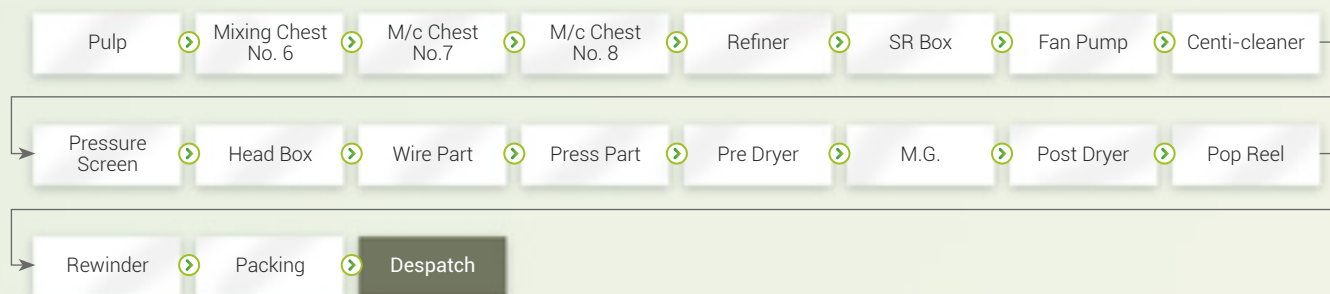 Pulp
Mixing Chest
No. 6
M/c Chest
No.7
M/c Chest
No. 8
Refiner
SR Box
Fan Pump
Centi-cleaner
Pressure
Screen
Head Box
Wire Part
Press Part
Pre Dryer
M.G.
Post Dryer
Pop Reel
Rewinder
Packing
Despatch